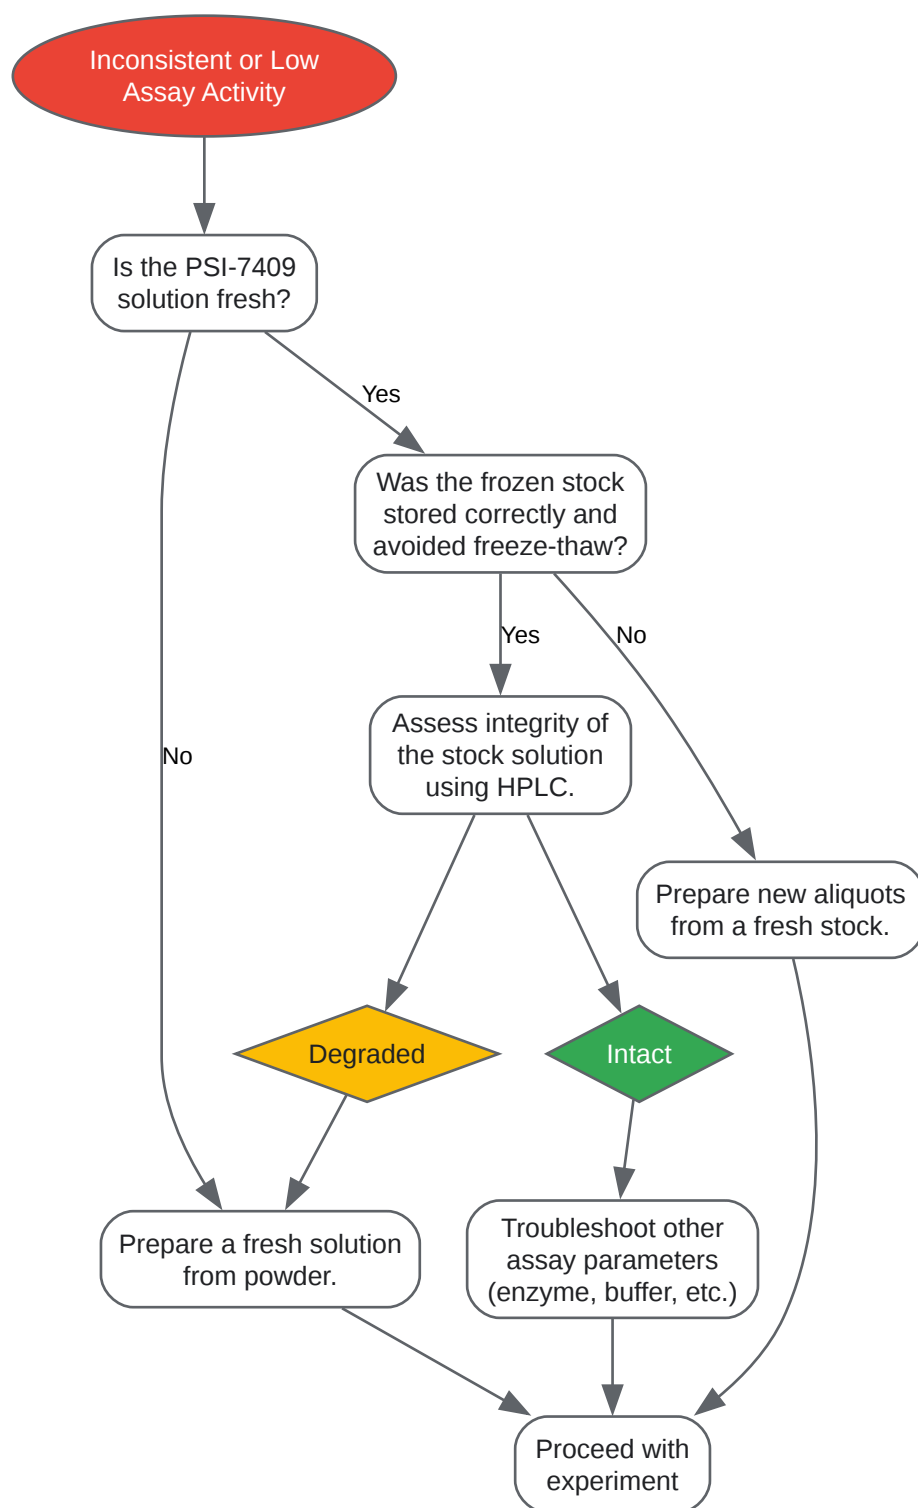 Inconsistent or Low
Assay Activity
Is the PSI-7409
solution fresh?
Yes
Was the frozen stock
stored correctly and
avoided freeze-thaw?
Yes
No
Assess integrity of
the stock solution
using HPLC.
No
Prepare new aliquots
from a fresh stock.
Degraded
Intact
Prepare a fresh solution
from powder.
Troubleshoot other
assay parameters
(enzyme, buffer, etc.)
Proceed with
experiment